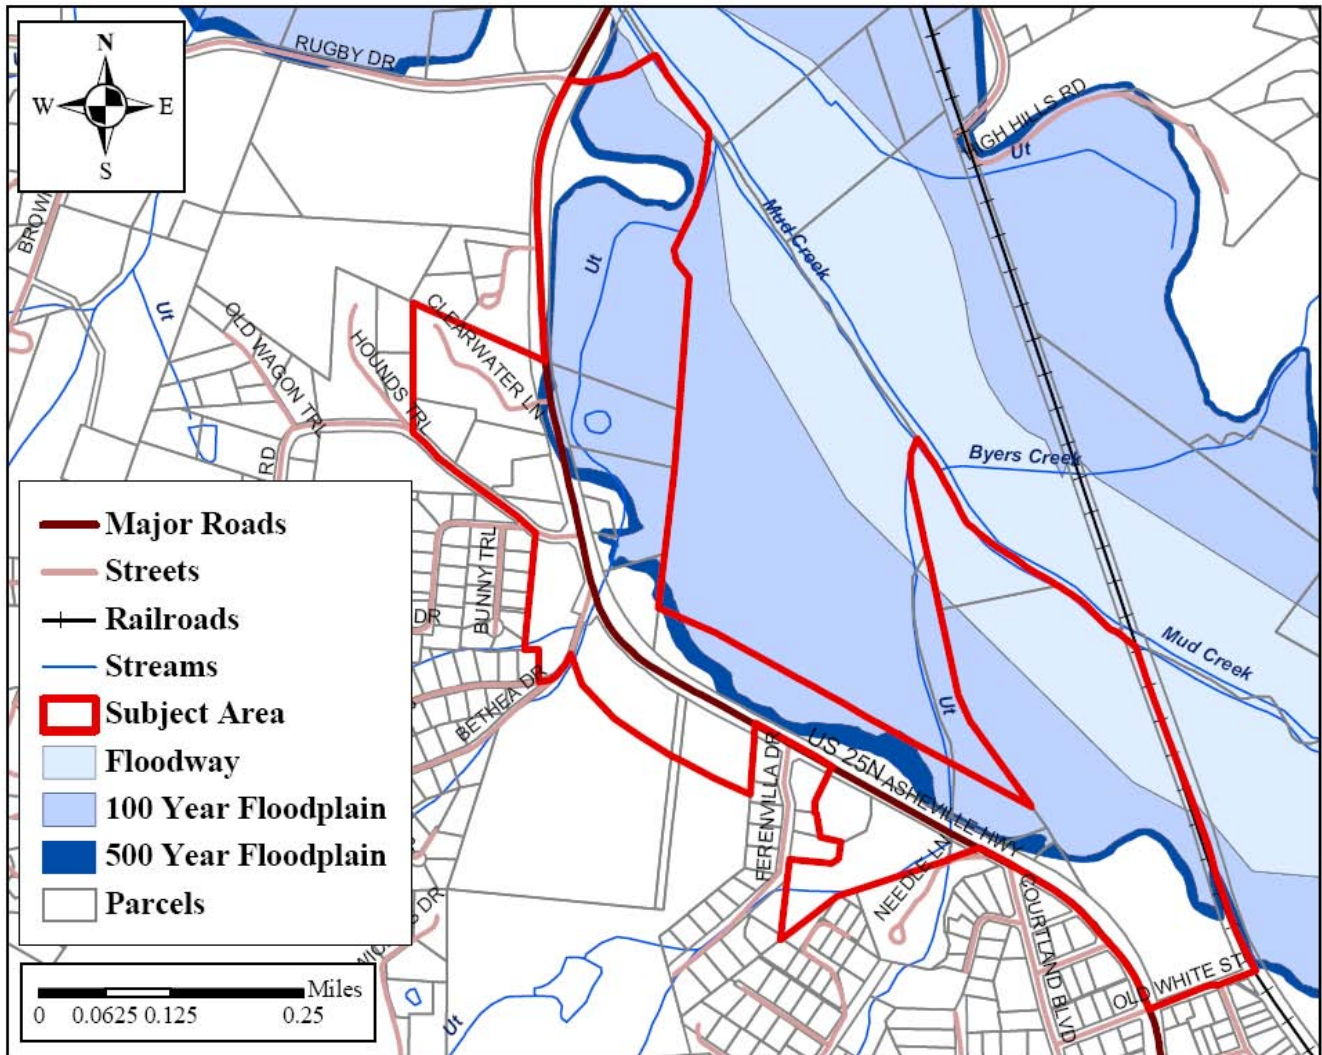 N
W E
S
RUGBY DR
HIGH HILLS RD
Ut
Mud Creek
Ut
Ut
CLEARWATER LN
OLD WAGON TRL
HOUNDS TRL
RD
Byers Creek
BUNNY TRL
DR
BETHEA DR
Mud Creek
Ut
US 25N ASHEVILLE HWY
FERENVILLA DR
NEEDLE LN
COURTLAND BLVD
OLD WHITE ST
Ut
Major Roads
Streets
Railroads
Streams
Subject Area
Floodway
100 Year Floodplain
500 Year Floodplain
Parcels
Miles
0 0.0625 0.125 0.25